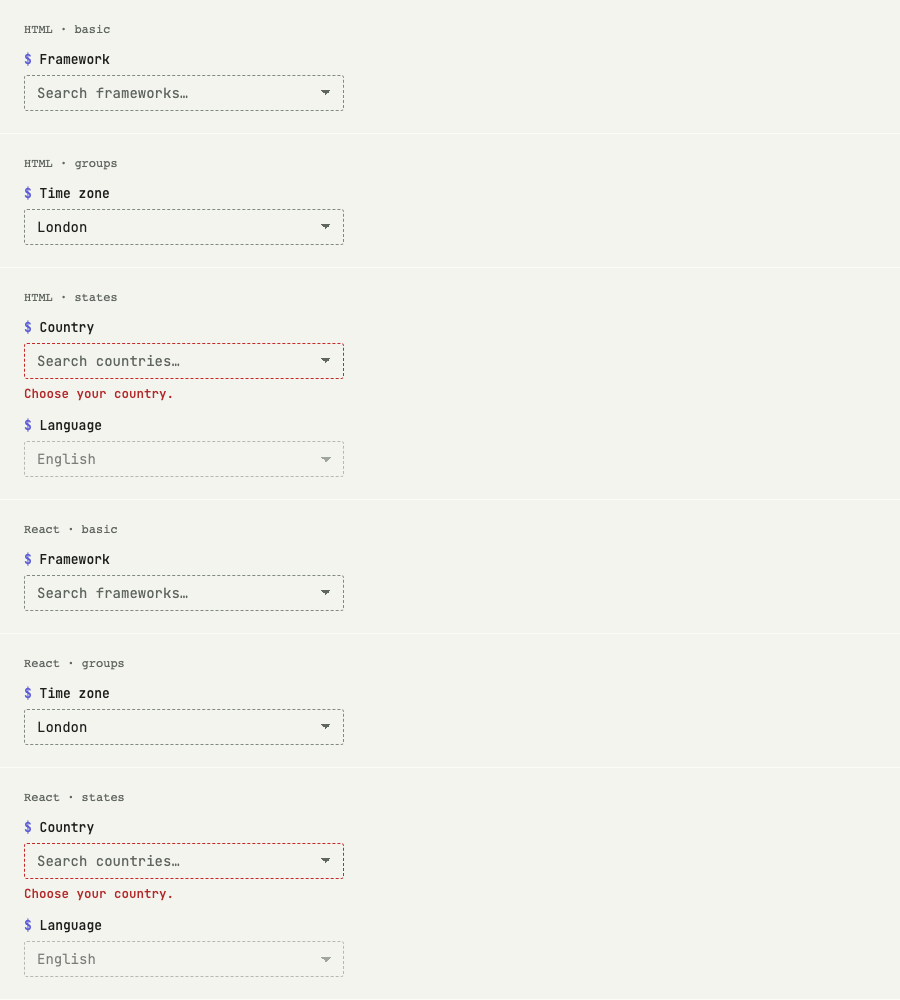 HTML · basic
$ Framework
Search frameworks…
HTML · groups
$ Time zone
London
HTML · states
$ Country
Search countries…
Choose your country.
$ Language
English
React · basic
$ Framework
Search frameworks…
React · groups
$ Time zone
London
React · states
$ Country
Search countries…
Choose your country.
$ Language
English